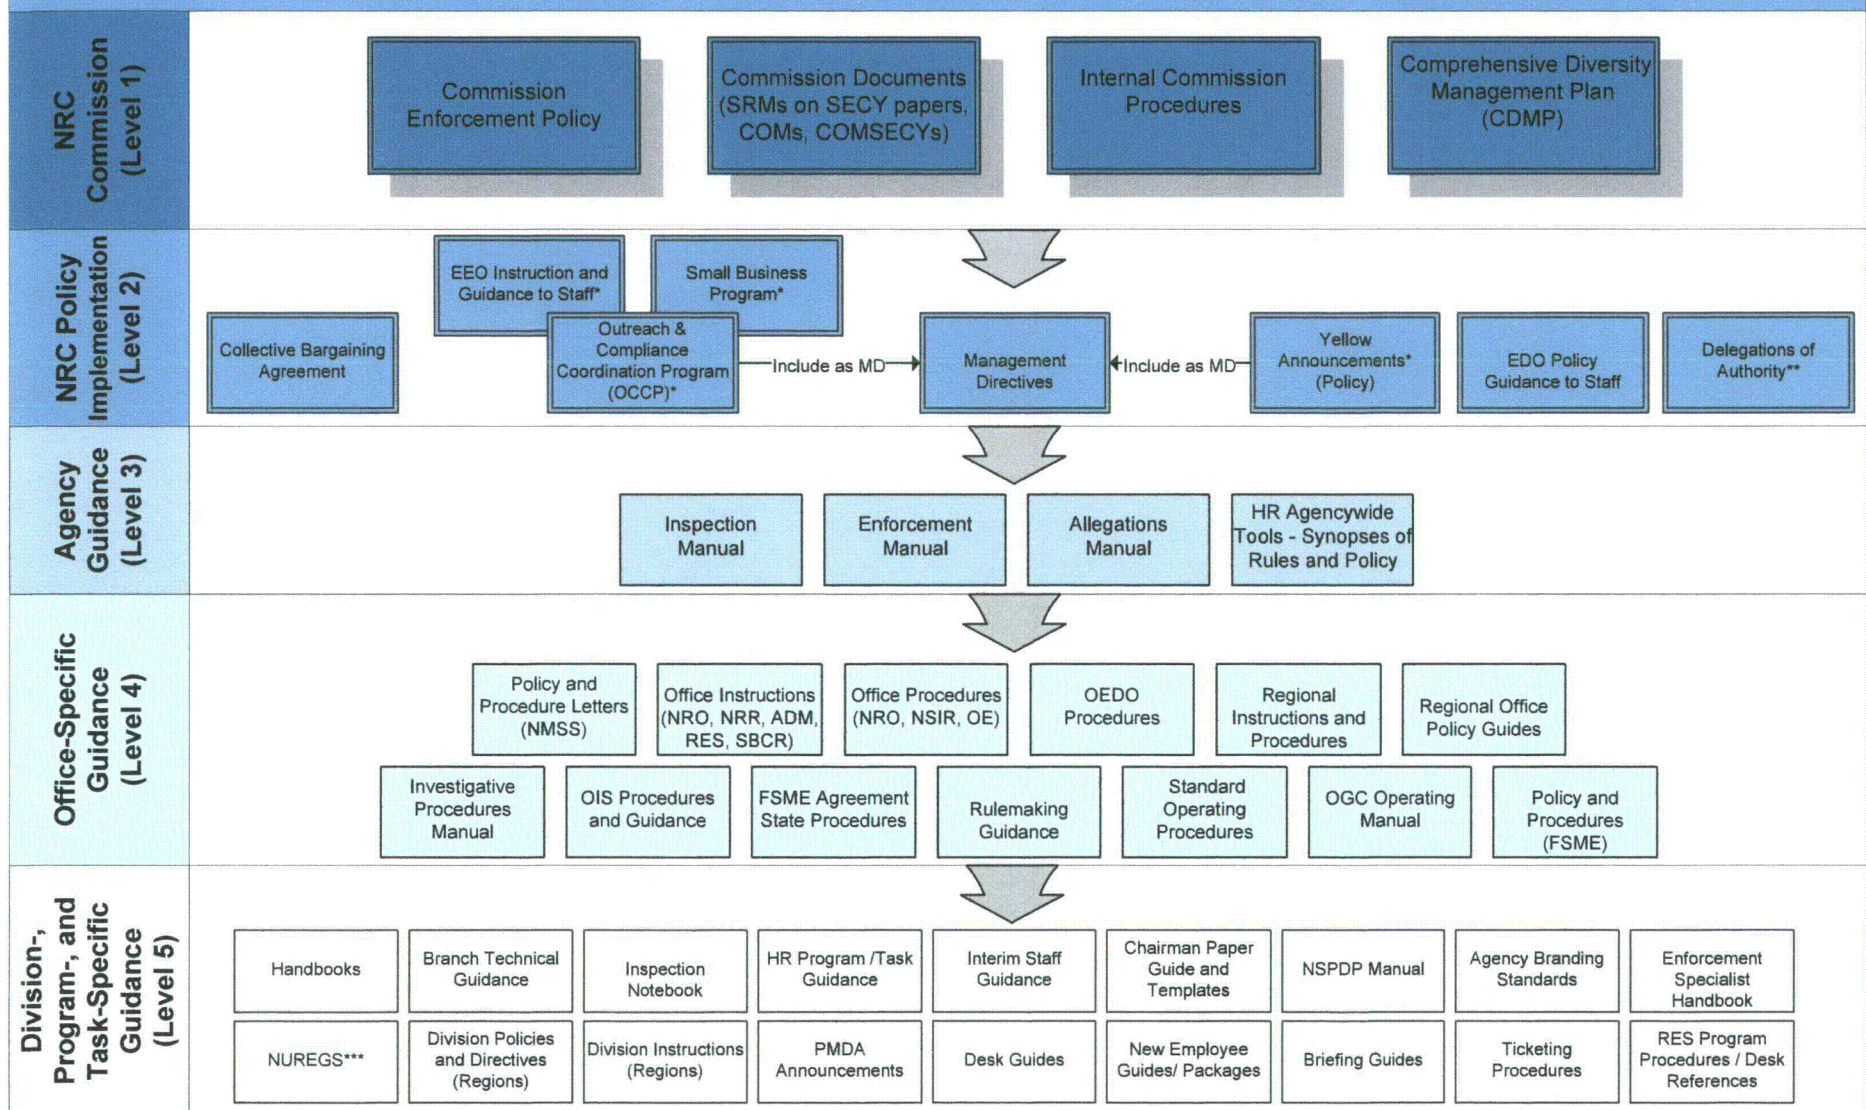 NRC
Commission
(Level 1)
Commission
Enforcement Policy
Commission Documents
(SRMs on SECY papers,
COMs, COMSECYs)
Internal Commission
Procedures
Comprehensive Diversity
Management Plan
(CDMP)
NRC Policy
Implementation
(Level 2)
Collective Bargaining
Agreement
EEO Instruction and
Guidance to Staff*
Small Business
Program*
Outreach &
Compliance
Coordination Program
(OCCP)*
Include as MD
Management
Directives
Include as MD
Yellow
Announcements*
(Policy)
EDO Policy
Guidance to Staff
Delegations of
Authority**
Agency
Guidance
(Level 3)
Inspection
Manual
Enforcement
Manual
Allegations
Manual
HR Agencywide
Tools - Synopses of
Rules and Policy
Office-Specific
Guidance
(Level 4)
Policy and
Procedure Letters
(NMSS)
Office Instructions
(NRO, NRR, ADM,
RES, SBCR)
Office Procedures
(NRO, NSIR, OE)
OEDO
Procedures
Regional
Instructions and
Procedures
Regional Office
Policy Guides
Investigative
Procedures
Manual
OIS Procedures
and Guidance
FSME Agreement
State Procedures
Rulemaking
Guidance
Standard
Operating
Procedures
OGC Operating
Manual
Policy and
Procedures
(FSME)
Division-,
Program-, and
Task-Specific
Guidance
(Level 5)
Handbooks
Branch Technical
Guidance
Inspection
Notebook
HR Program /Task
Guidance
Interim Staff
Guidance
Chairman Paper
Guide and
Templates
NSPDP Manual
Agency Branding
Standards
Enforcement
Specialist
Handbook
NUREGS***
Division Policies
and Directives
(Regions)
Division Instructions
(Regions)
PMDA
Announcements
Desk Guides
New Employee
Guides/ Packages
Briefing Guides
Ticketing
Procedures
RES Program
Procedures / Desk
References